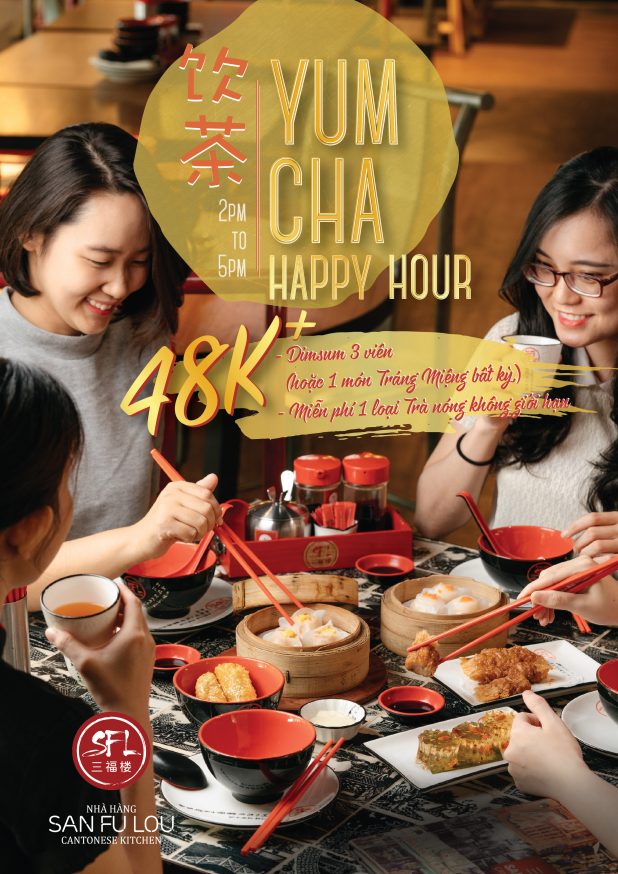 饮茶
2PM
TO
5PM
YUM
CHA
HAPPY HOUR
48K+
- Dimsum 3 viên
(hoặc 1 món Tráng Miệng bất kỳ.)
- Miễn phí 1 loại Trà nóng không giới hạn
SFL
SFL
三福楼
NHÀ HÀNG
SAN FU LOU
CANTONESE KITCHEN